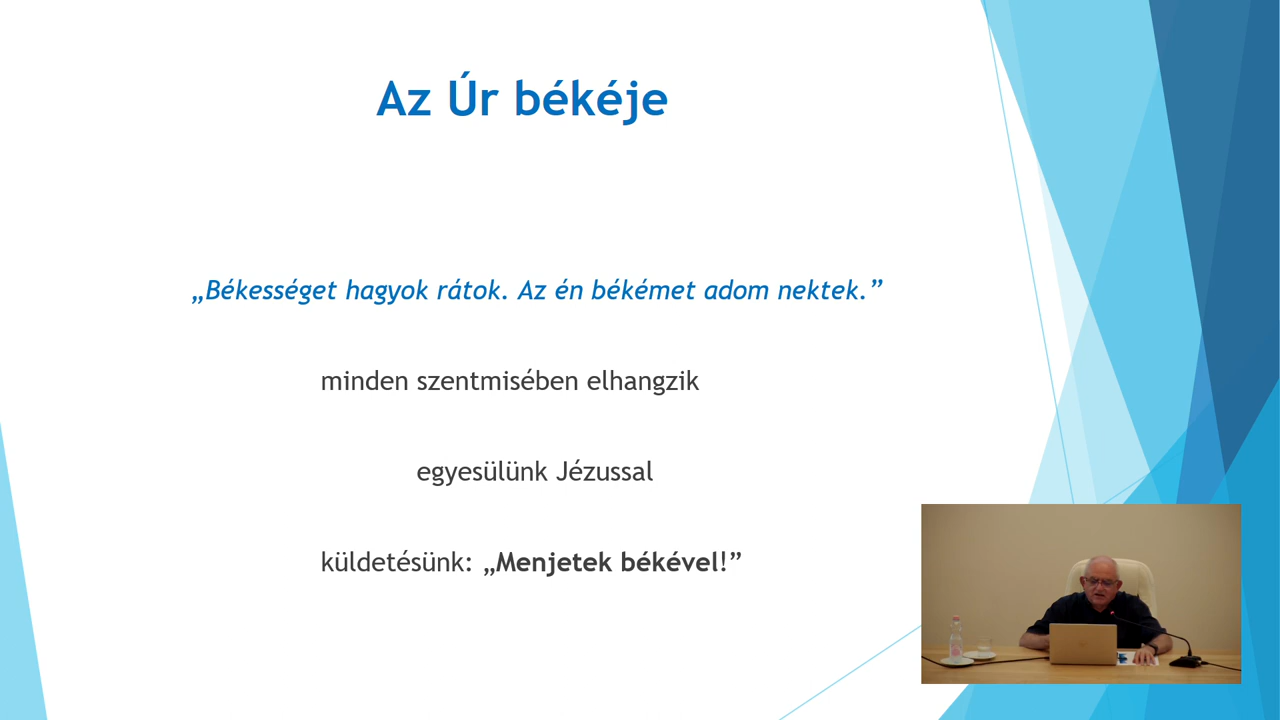 Az Úr békéje
„Békességet hagyok rátok. Az én békémet adom nektek.”
minden szentmisében elhangzik
egyesülünk Jézussal
küldetésünk: „Menjetek békével!”